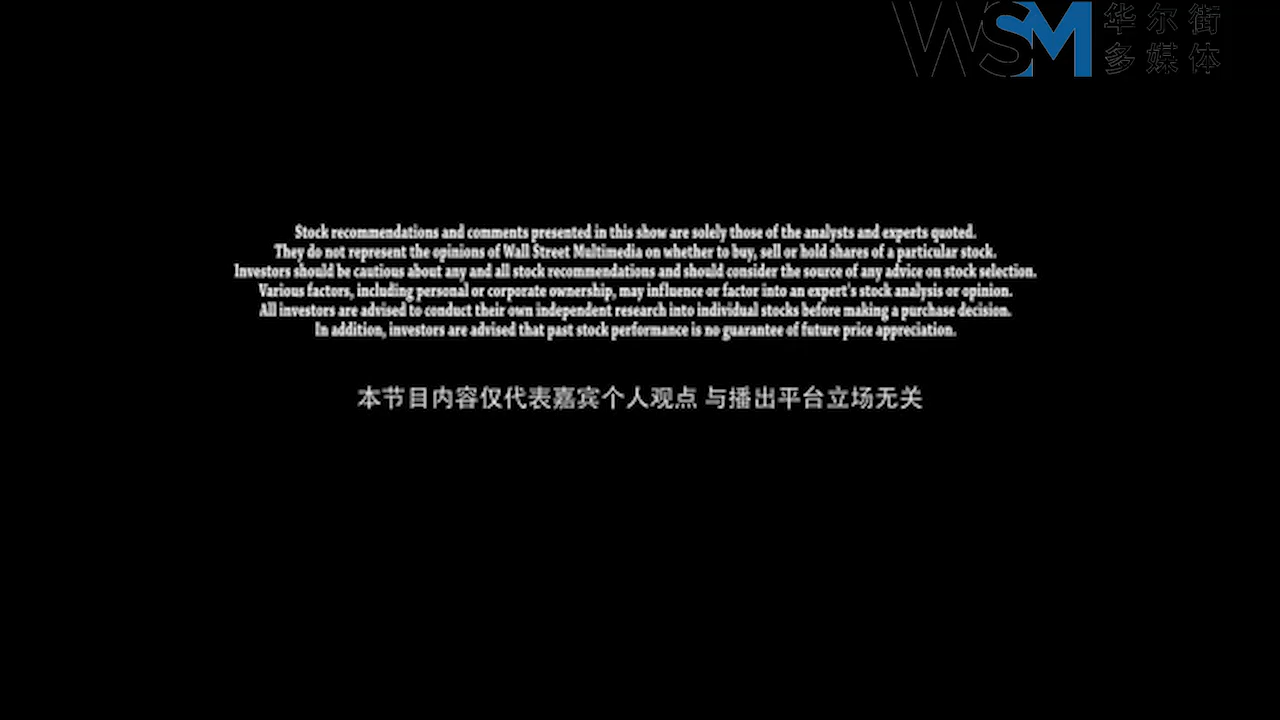 WSM 华尔街
多媒体
Stock recommendations and comments presented in this show are solely those of the analysts and experts quoted.
They do not represent the opinions of Wall Street Multimedia on whether to buy, sell or hold shares of a particular stock.
Investors should be cautious about any and all stock recommendations and should consider the source of any advice on stock selection.
Various factors, including personal or corporate ownership, may influence or factor into an expert's stock analysis or opinion.
All investors are advised to conduct their own independent research into individual stocks before making a purchase decision.
In addition, investors are advised that past stock performance is no guarantee of future price appreciation.
本节目内容仅代表嘉宾个人观点 与播出平台立场无关